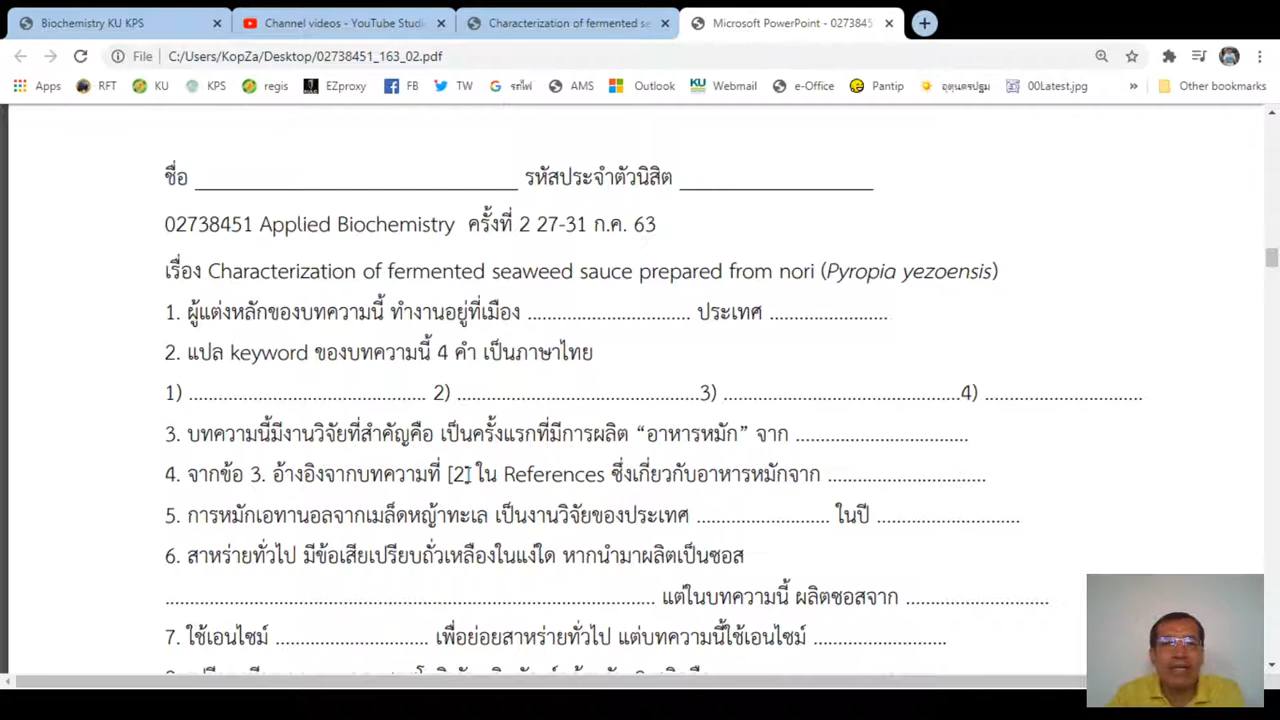 Biochemistry KU KPS
Channel videos - YouTube Studi
Characterization of fermented se
Microsoft PowerPoint - 0273845
File C:/Users/KopZa/Desktop/02738451_163_02.pdf
Apps RFT KU KPS regis EZproxy FB TW รถไฟ AMS Outlook Webmail e-Office Pantip อุตุนครปฐม 00Latest.jpg » Other bookmarks
ชื่อ ______________________________ รหัสประจำตัวนิสิต __________________
02738451 Applied Biochemistry ครั้งที่ 2 27-31 ก.ค. 63
เรื่อง Characterization of fermented seaweed sauce prepared from nori (Pyropia yezoensis)
1. ผู้แต่งหลักของบทความนี้ ทำงานอยู่ที่เมือง ................................. ประเทศ ........................
2. แปล keyword ของบทความนี้ 4 คำ เป็นภาษาไทย
1) ................................................ 2) .................................................3) ................................................4) ................................
3. บทความนี้มีงานวิจัยที่สำคัญคือ เป็นครั้งแรกที่มีการผลิต “อาหารหมัก” จาก ...................................
4. จากข้อ 3. อ้างอิงจากบทความที่ [2] ใน References ซึ่งเกี่ยวกับอาหารหมักจาก ................................
5. การหมักเอทานอลจากเมล็ดหญ้าทะเล เป็นงานวิจัยของประเทศ ........................... ในปี .............................
6. สาหร่ายทั่วไป มีข้อเสียเปรียบถั่วเหลืองในแง่ใด หากนำมาผลิตเป็นซอส
.................................................................................................. แต่ในบทความนี้ ผลิตซอสจาก .............................
7. ใช้เอนไซม์ ............................... เพื่อย่อยสาหร่ายทั่วไป แต่บทความนี้ใช้เอนไซม์ ...........................